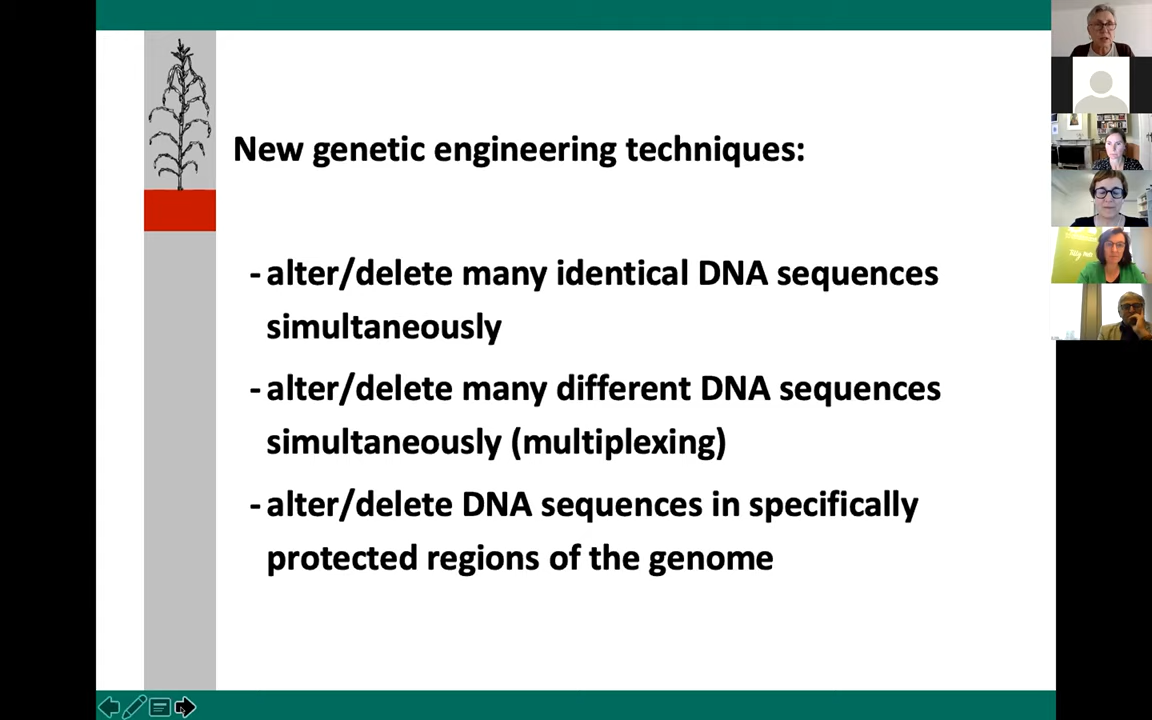 New genetic engineering techniques:
- alter/delete many identical DNA sequences
simultaneously
- alter/delete many different DNA sequences
simultaneously (multiplexing)
- alter/delete DNA sequences in specifically
protected regions of the genome